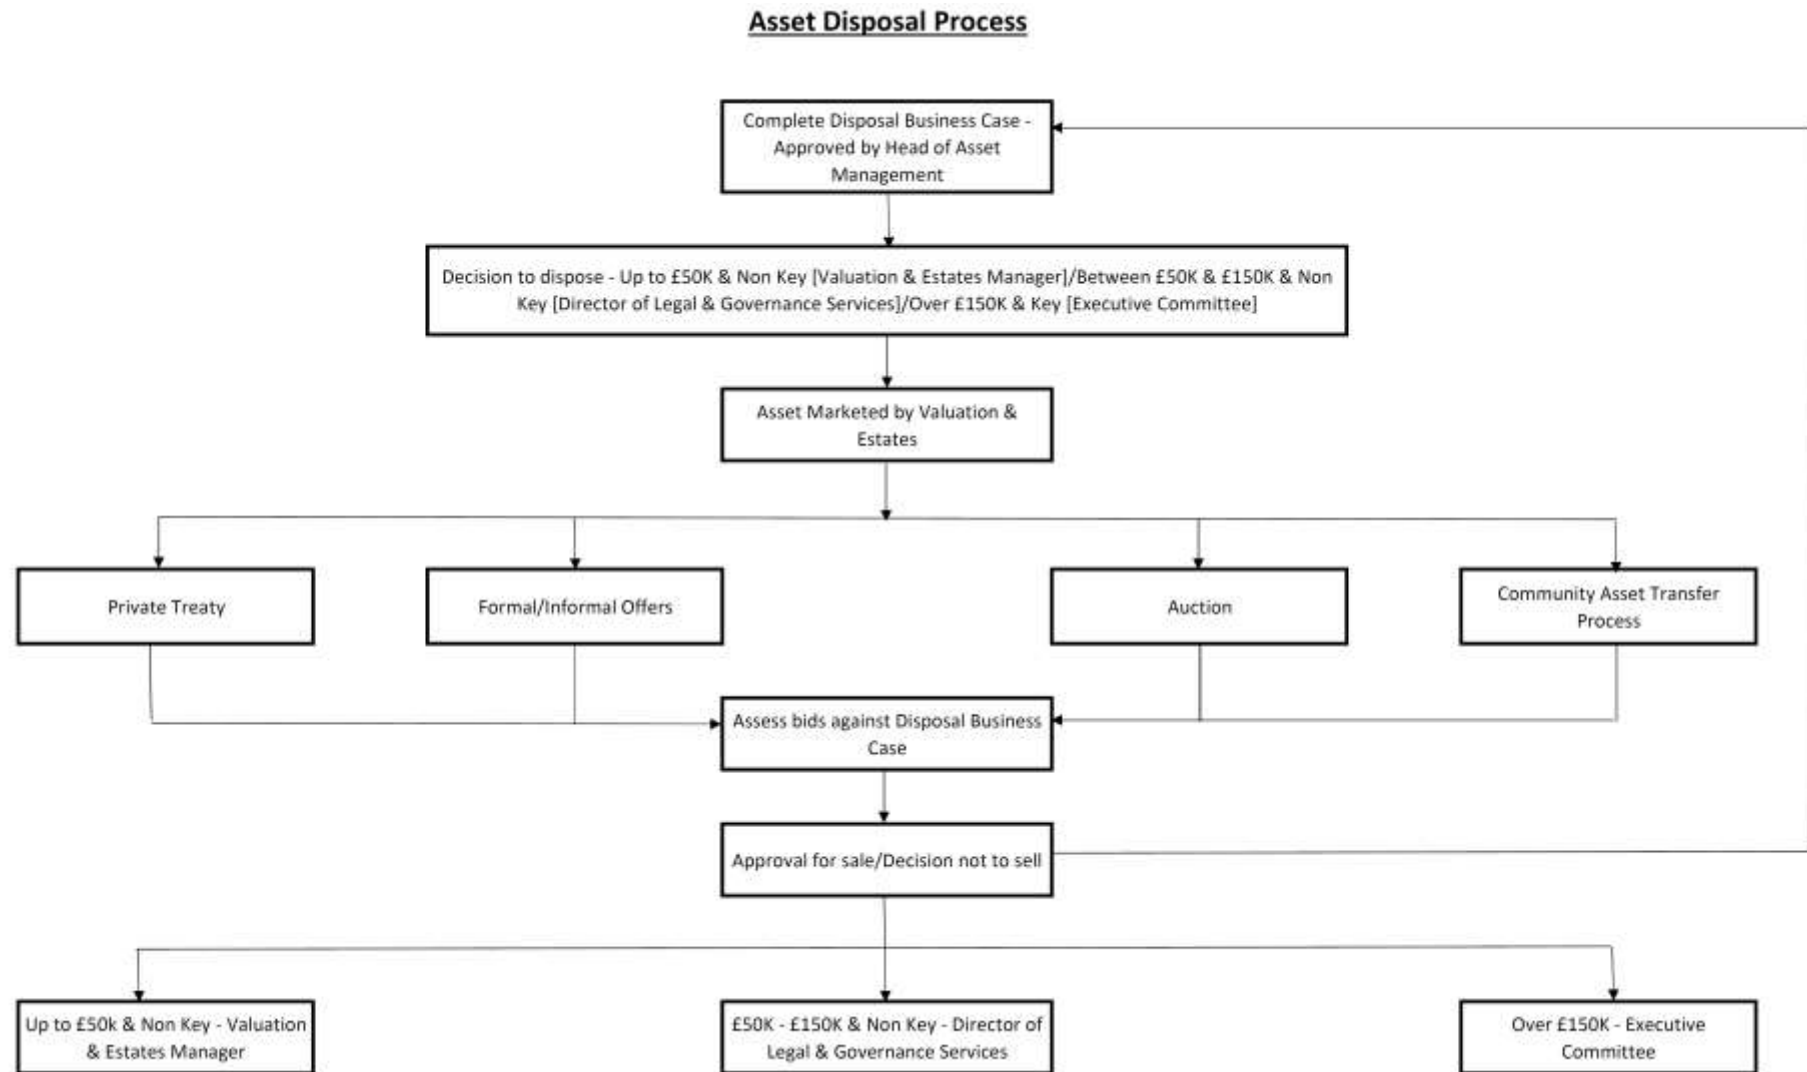 Asset Disposal Process
Complete Disposal Business Case -
Approved by Head of Asset
Management
Decision to dispose - Up to £50K & Non Key [Valuation & Estates Manager]/Between £50K & £150K & Non
Key [Director of Legal & Governance Services]/Over £150K & Key [Executive Committee]
Asset Marketed by Valuation &
Estates
Private Treaty
Formal/Informal Offers
Auction
Community Asset Transfer
Process
Assess bids against Disposal Business
Case
Approval for sale/Decision not to sell
Up to £50k & Non Key - Valuation
& Estates Manager
£50K - £150K & Non Key - Director of
Legal & Governance Services
Over £150K - Executive
Committee